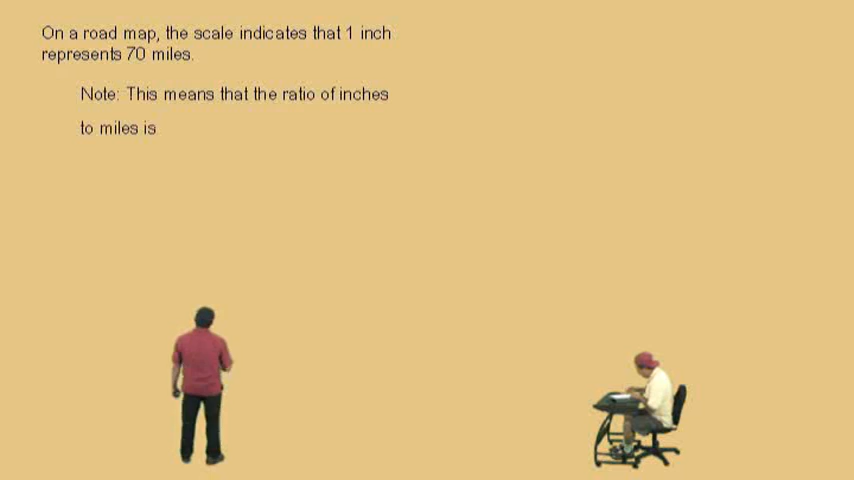 On a road map, the scale indicates that 1 inch
represents 70 miles.
Note: This means that the ratio of inches
to miles is